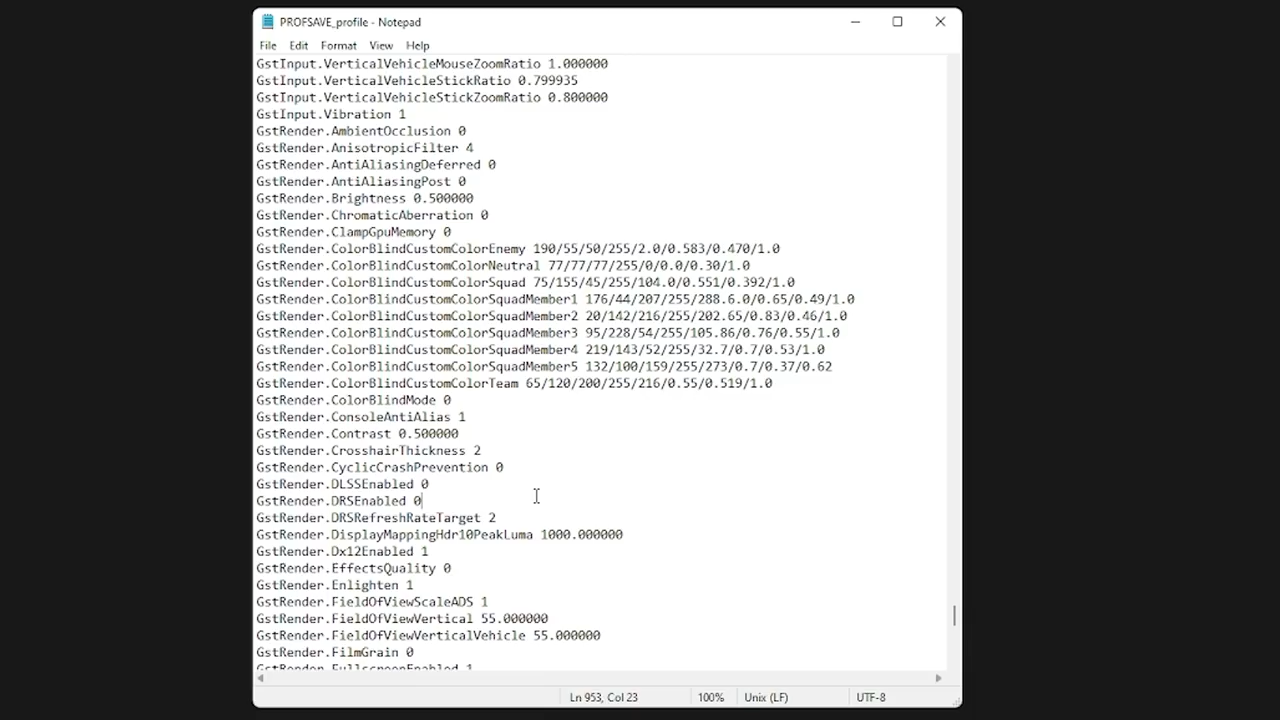 PROFSAVE_profile - Notepad
File Edit Format View Help
GstInput.VerticalVehicleMouseZoomRatio 1.000000
GstInput.VerticalVehicleStickRatio 0.799935
GstInput.VerticalVehicleStickZoomRatio 0.800000
GstInput.Vibration 1
GstRender.AmbientOcclusion 0
GstRender.AnisotropicFilter 4
GstRender.AntiAliasingDeferred 0
GstRender.AntiAliasingPost 0
GstRender.Brightness 0.500000
GstRender.ChromaticAberration 0
GstRender.ClampGpuMemory 0
GstRender.ColorBlindCustomColorEnemy 190/55/50/255/2.0/0.583/0.470/1.0
GstRender.ColorBlindCustomColorNeutral 77/77/77/255/0/0.0/0.30/1.0
GstRender.ColorBlindCustomColorSquad 75/155/45/255/104.0/0.551/0.392/1.0
GstRender.ColorBlindCustomColorSquadMember1 176/44/207/255/288.6.0/0.65/0.49/1.0
GstRender.ColorBlindCustomColorSquadMember2 20/142/216/255/202.65/0.83/0.46/1.0
GstRender.ColorBlindCustomColorSquadMember3 95/228/54/255/105.86/0.76/0.55/1.0
GstRender.ColorBlindCustomColorSquadMember4 219/143/52/255/32.7/0.7/0.53/1.0
GstRender.ColorBlindCustomColorSquadMember5 132/100/159/255/273/0.7/0.37/0.62
GstRender.ColorBlindCustomColorTeam 65/120/200/255/216/0.55/0.519/1.0
GstRender.ColorBlindMode 0
GstRender.ConsoleAntiAlias 1
GstRender.Contrast 0.500000
GstRender.CrosshairThickness 2
GstRender.CyclicCrashPrevention 0
GstRender.DLSSEnabled 0
GstRender.DRSEnabled 0
GstRender.DRSRefreshRateTarget 2
GstRender.DisplayMappingHdr10PeakLuma 1000.000000
GstRender.Dx12Enabled 1
GstRender.EffectsQuality 0
GstRender.Enlighten 1
GstRender.FieldOfViewScaleADS 1
GstRender.FieldOfViewVertical 55.000000
GstRender.FieldOfViewVerticalVehicle 55.000000
GstRender.FilmGrain 0
GstRender.FullscreenEnabled 1
Ln 953, Col 23 100% Unix (LF) UTF-8